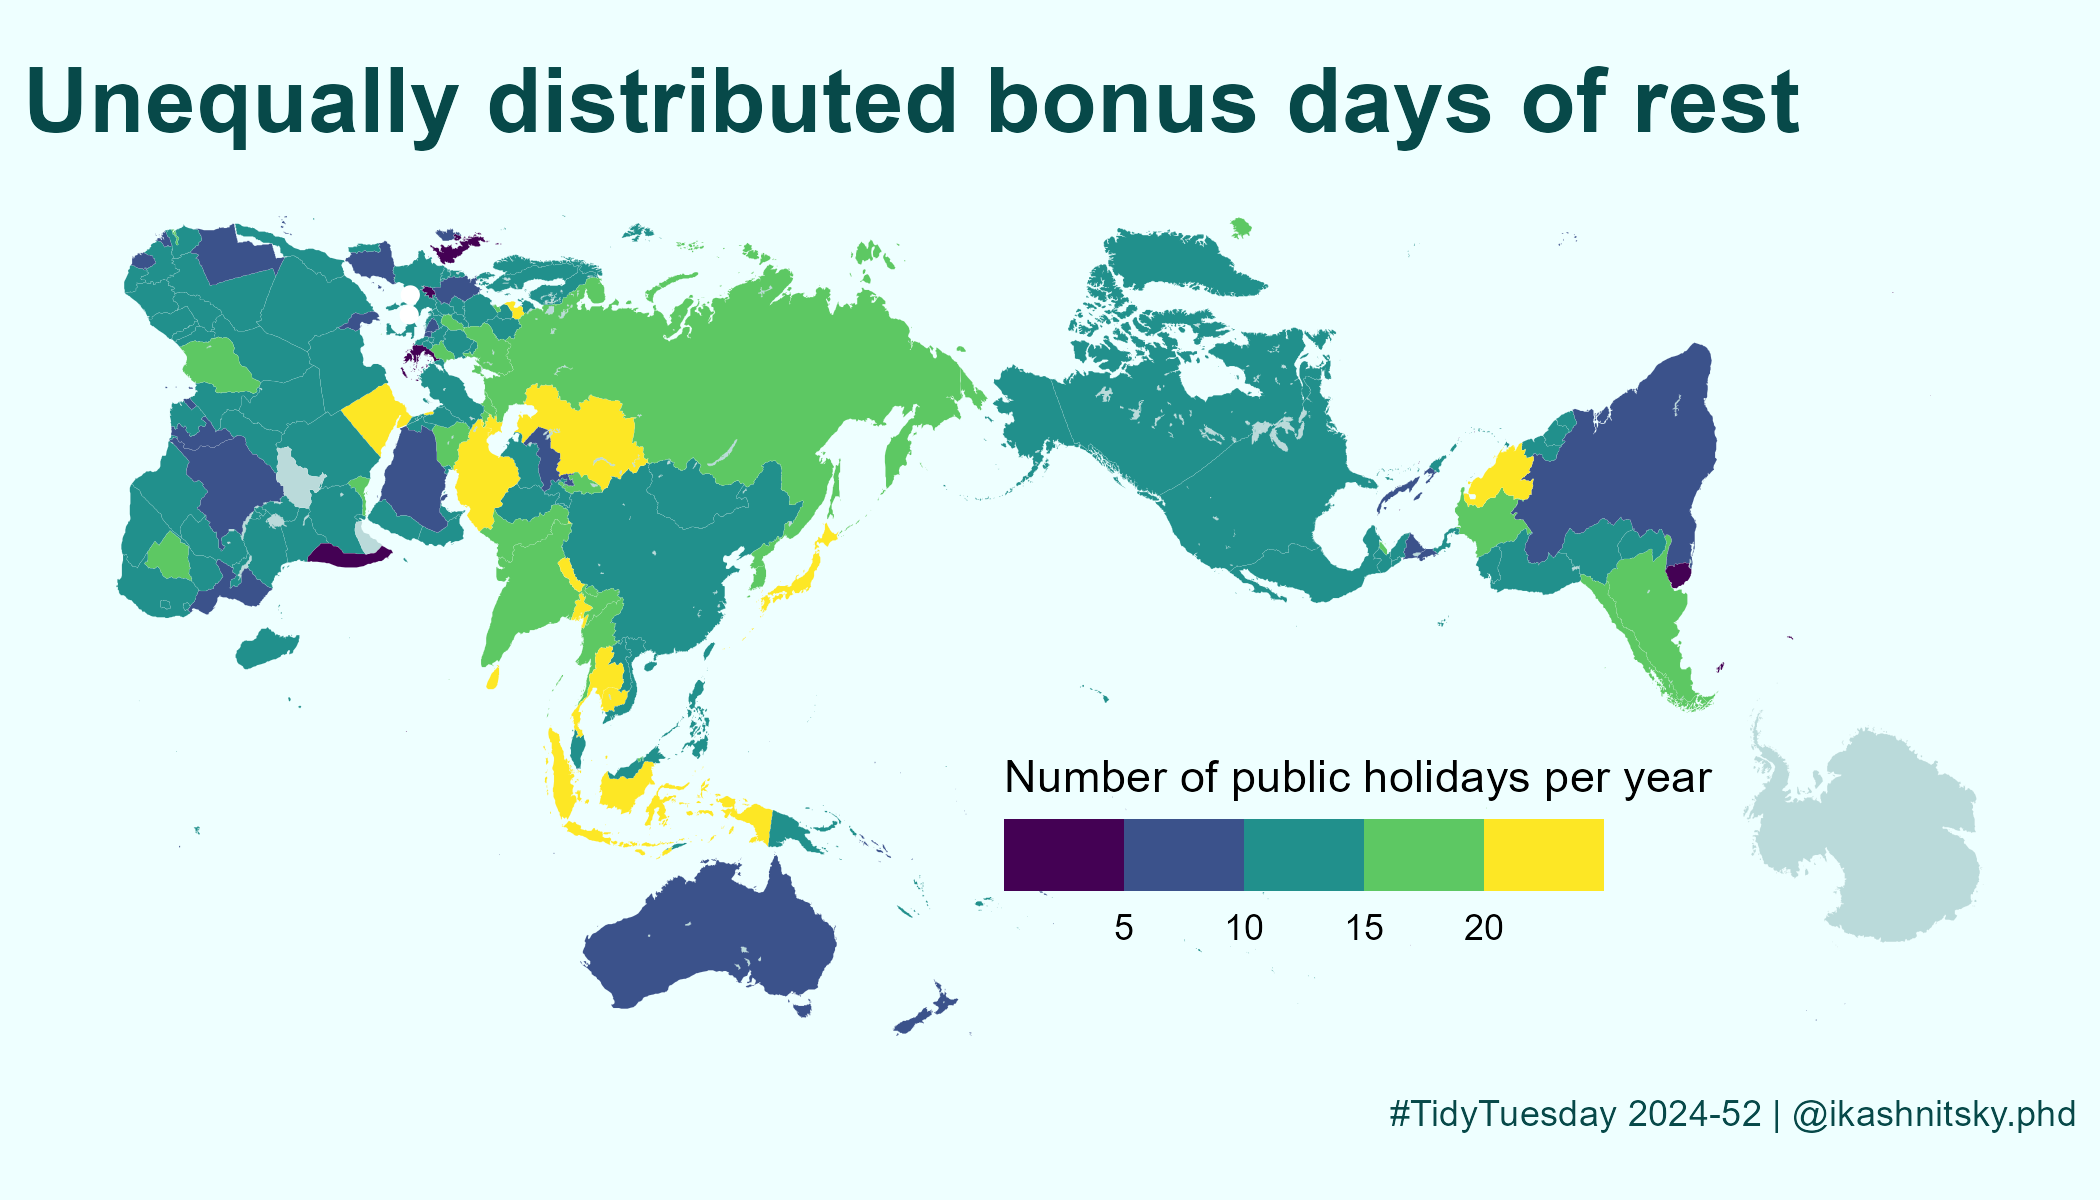 Unequally distributed bonus days of rest
Number of public holidays per year
5 10 15 20
#TidyTuesday 2024-52 | @ikashnitsky.phd